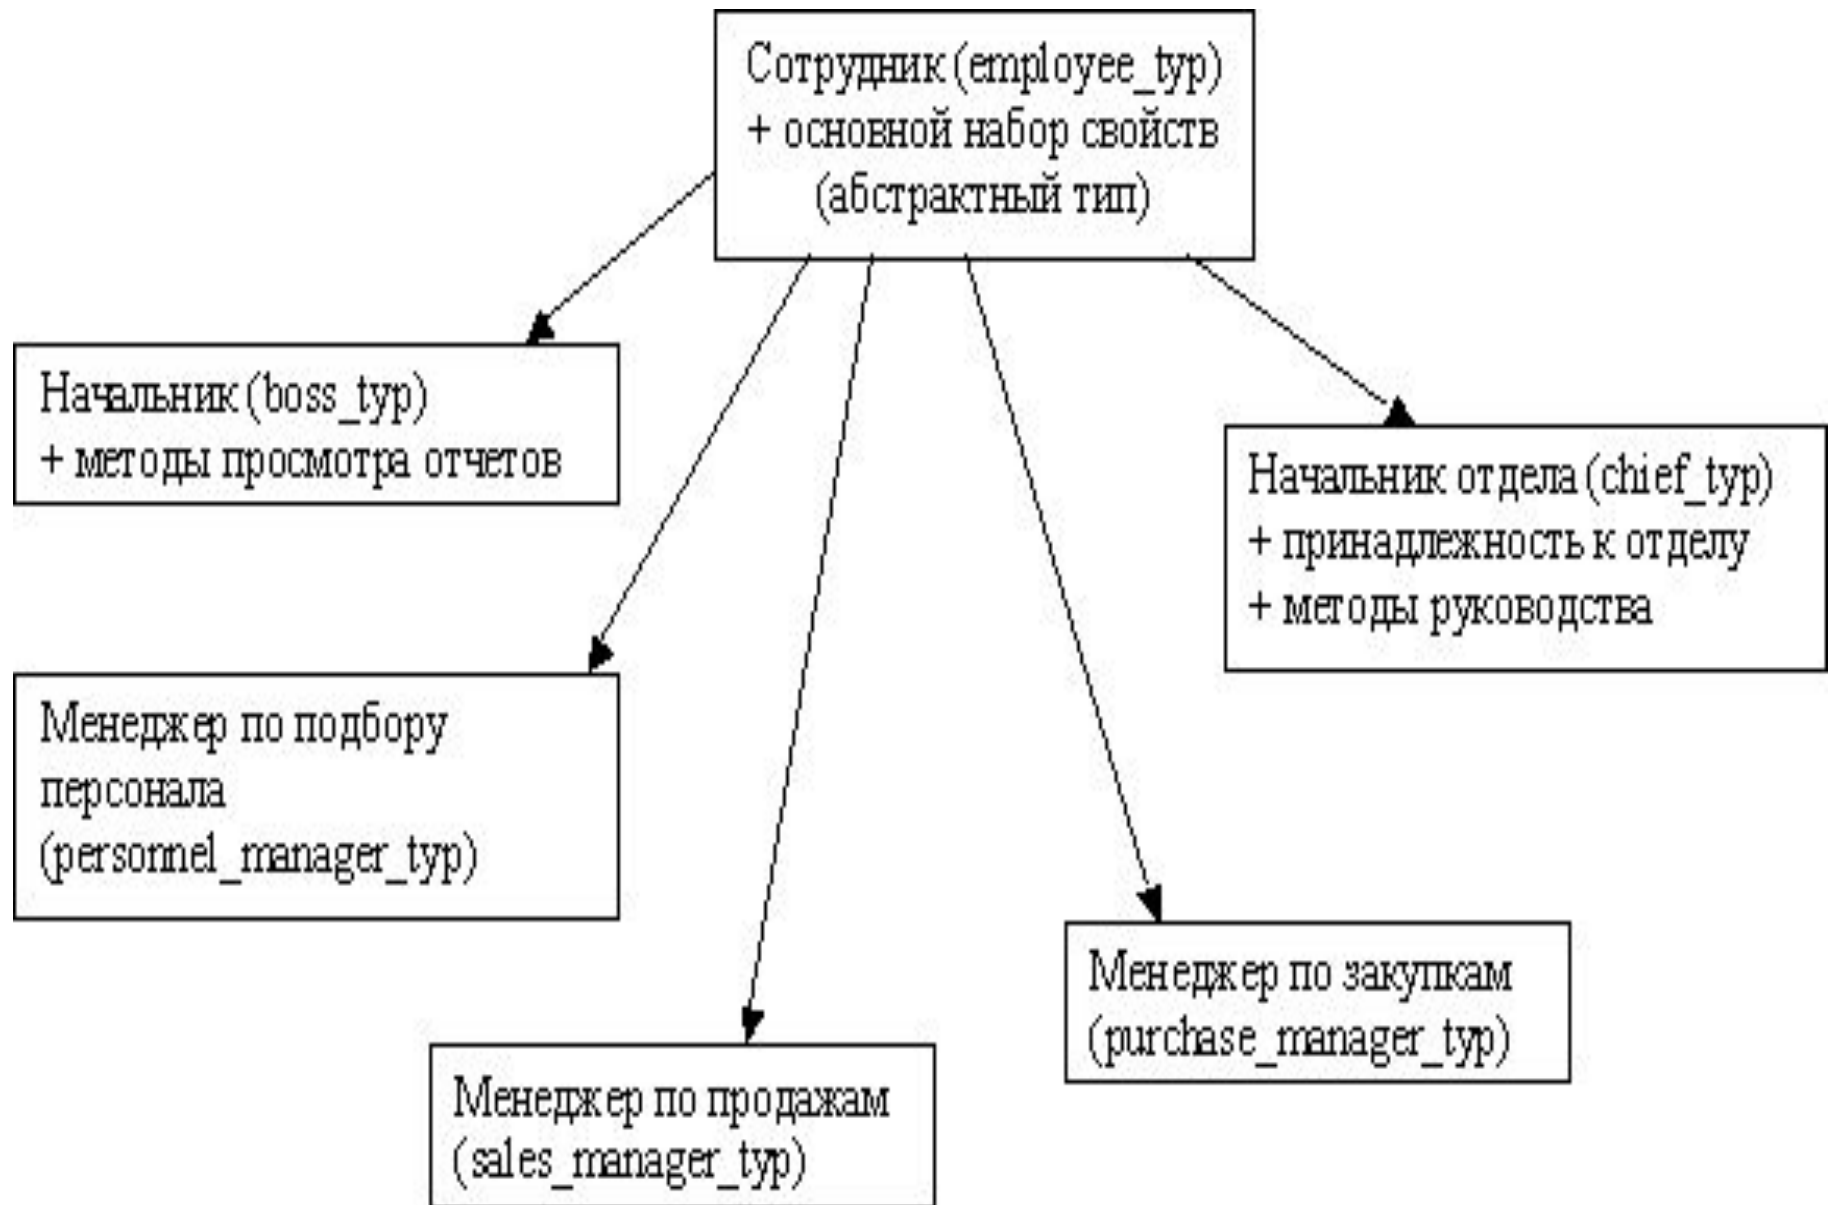 Сотрудник (employee_typ)
+ основной набор свойств
(абстрактный тип)
Начальник (boss_typ)
+ методы просмотра отчетов
Начальник отдела (chief_typ)
+ принадлежность к отделу
+ методы руководства
Менеджер по подбору
персонала
(personnel_manager_typ)
Менеджер по закупкам
(purchase_manager_typ)
Менеджер по продажам
(sales_manager_typ)